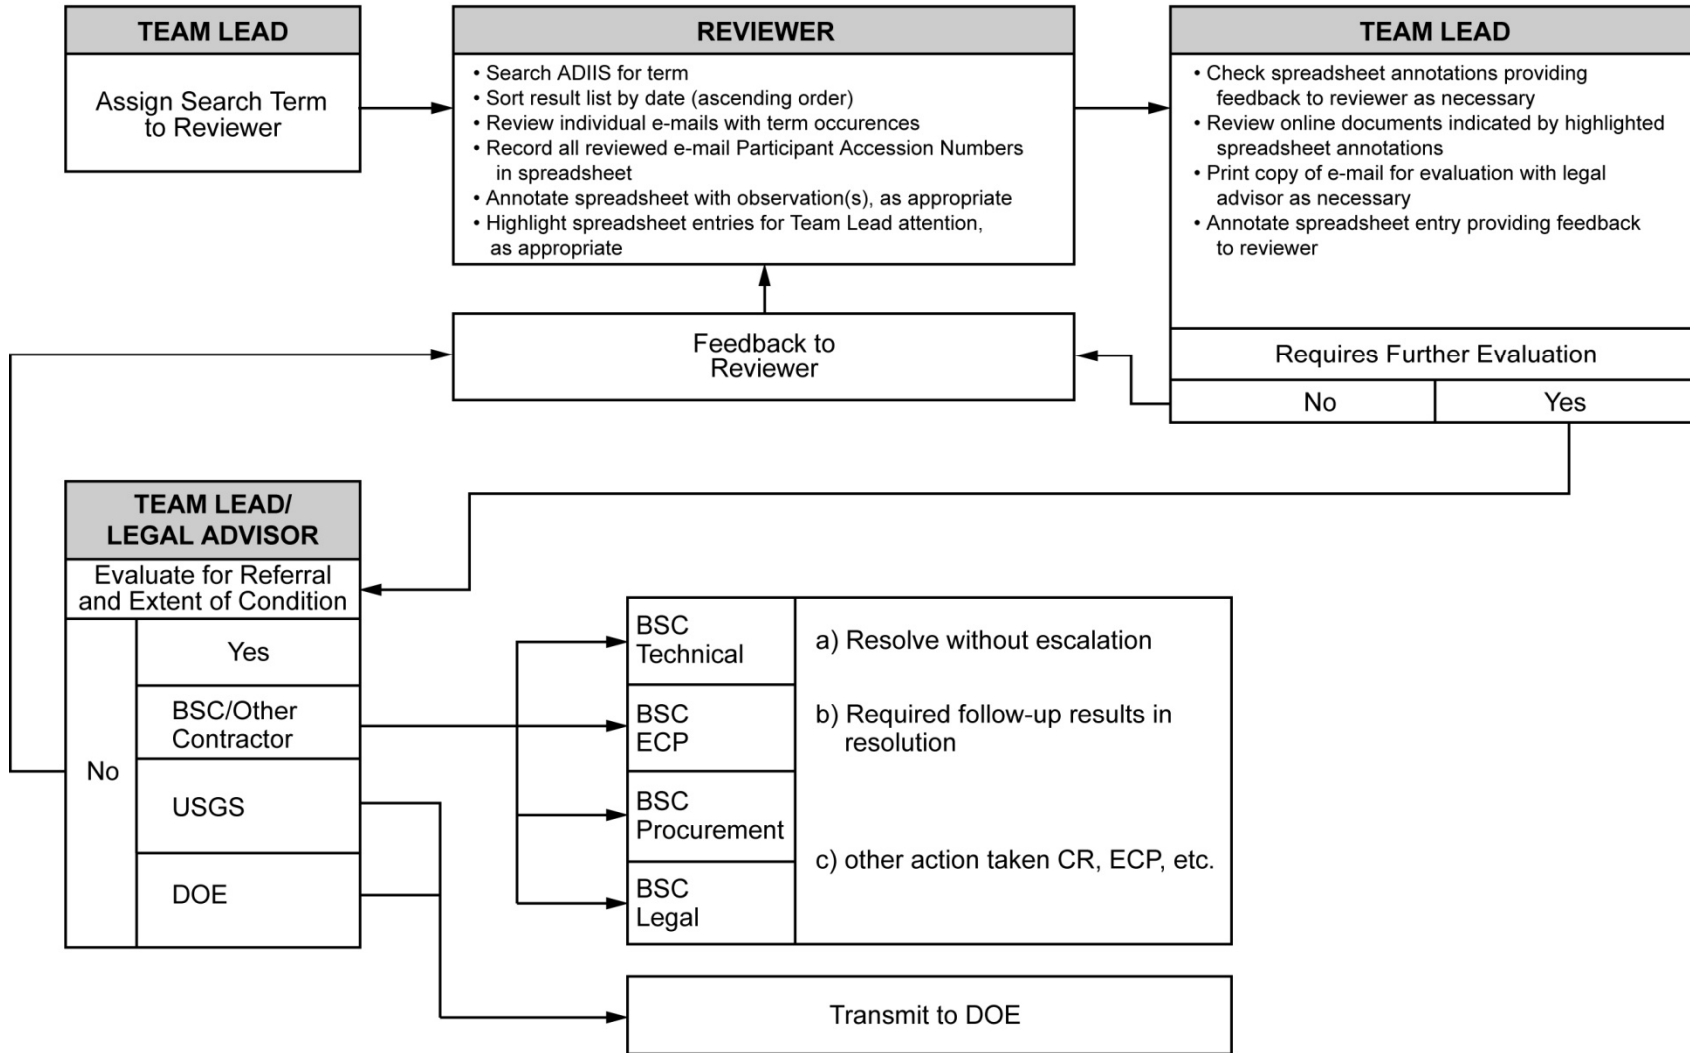 TEAM LEAD
Assign Search Term
to Reviewer
REVIEWER
• Search ADIIS for term
• Sort result list by date (ascending order)
• Review individual e-mails with term occurences
• Record all reviewed e-mail Participant Accession Numbers
in spreadsheet
• Annotate spreadsheet with observation(s), as appropriate
• Highlight spreadsheet entries for Team Lead attention,
as appropriate
TEAM LEAD
• Check spreadsheet annotations providing
feedback to reviewer as necessary
• Review online documents indicated by highlighted
spreadsheet annotations
• Print copy of e-mail for evaluation with legal
advisor as necessary
• Annotate spreadsheet entry providing feedback
to reviewer
Requires Further Evaluation
No
Yes
Feedback to
Reviewer
TEAM LEAD/
LEGAL ADVISOR
Evaluate for Referral
and Extent of Condition
No
Yes
BSC/Other
Contractor
USGS
DOE
BSC
Technical
BSC
ECP
BSC
Procurement
BSC
Legal
a) Resolve without escalation
b) Required follow-up results in
resolution
c) other action taken CR, ECP, etc.
Transmit to DOE